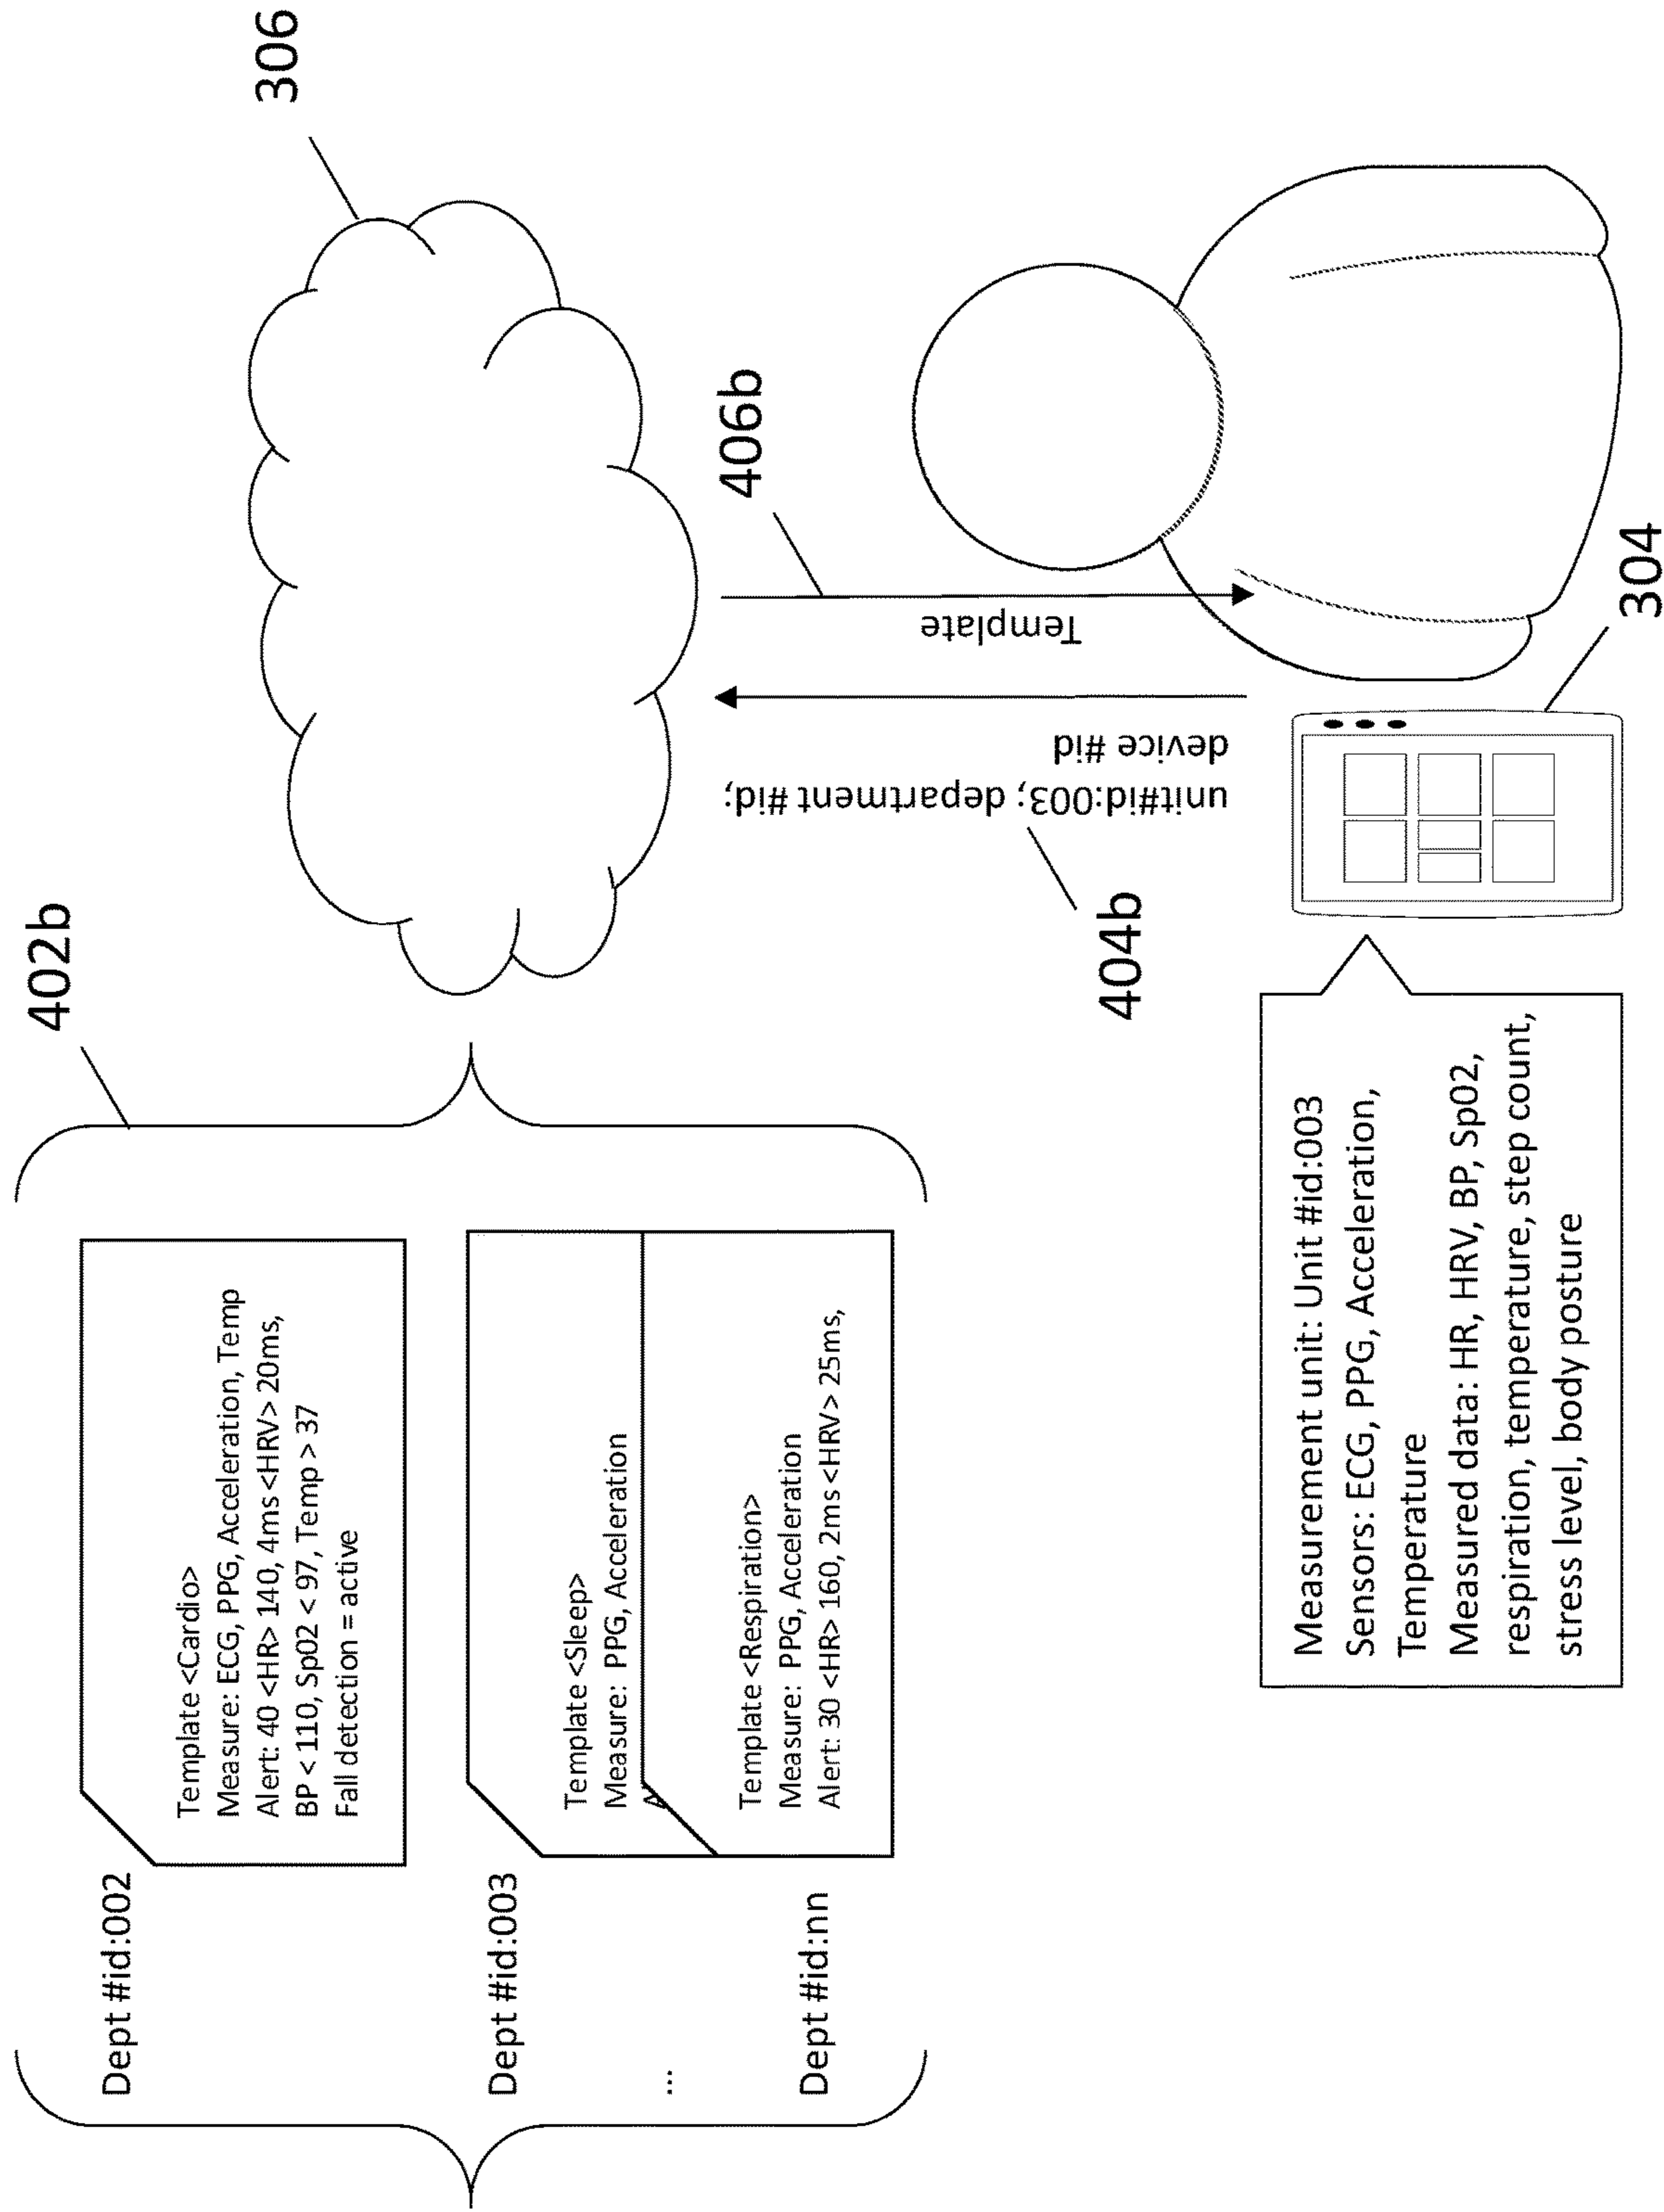 402b
306
Dept #id:002
Template <Cardio>
Measure: ECG, PPG, Acceleration, Temp
Alert: 40 <HR> 140, 4ms <HRV> 20ms,
BP < 110, Sp02 < 97, Temp > 37
Fall detection = active
Dept #id:003
Template <Sleep>
Measure: PPG, Acceleration
A
...
Dept #id:nn
Template <Respiration>
Measure: PPG, Acceleration
Alert: 30 <HR> 160, 2ms <HRV> 25ms,
404b
unit#id:003; department #id;
device #id
Template
406b
Measurement unit: Unit #id:003
Sensors: ECG, PPG, Acceleration,
Temperature
Measured data: HR, HRV, BP, Sp02,
respiration, temperature, step count,
stress level, body posture
304